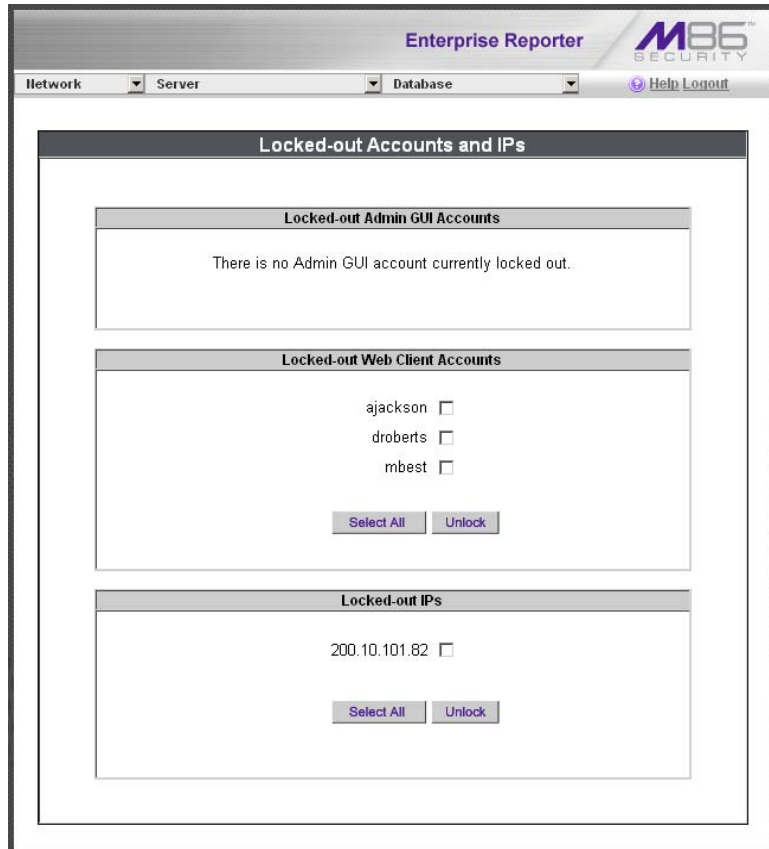 Enterprise Reporter
M86
SECURITY
™
Network Server Database Help Logout
Locked-out Accounts and IPs
Locked-out Admin GUI Accounts
There is no Admin GUI account currently locked out.
Locked-out Web Client Accounts
ajackson
droberts
mbest
Select All Unlock
Locked-out IPs
200.10.101.82
Select All Unlock